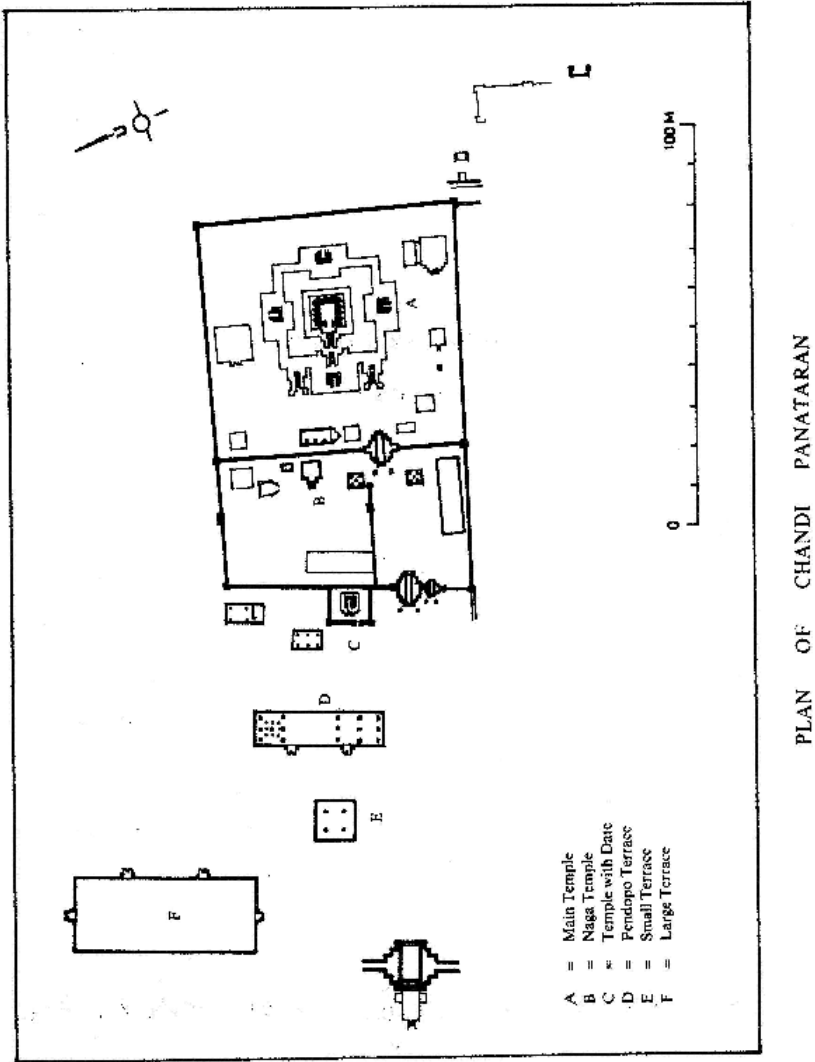 F
B
D
C
E
A
A = Main Temple
B = Naga Temple
C = Temple with Date
D = Pendopo Terrace
E = Small Terrace
F = Large Terrace
0 100 M
PLAN OF CHANDI PANATARAN